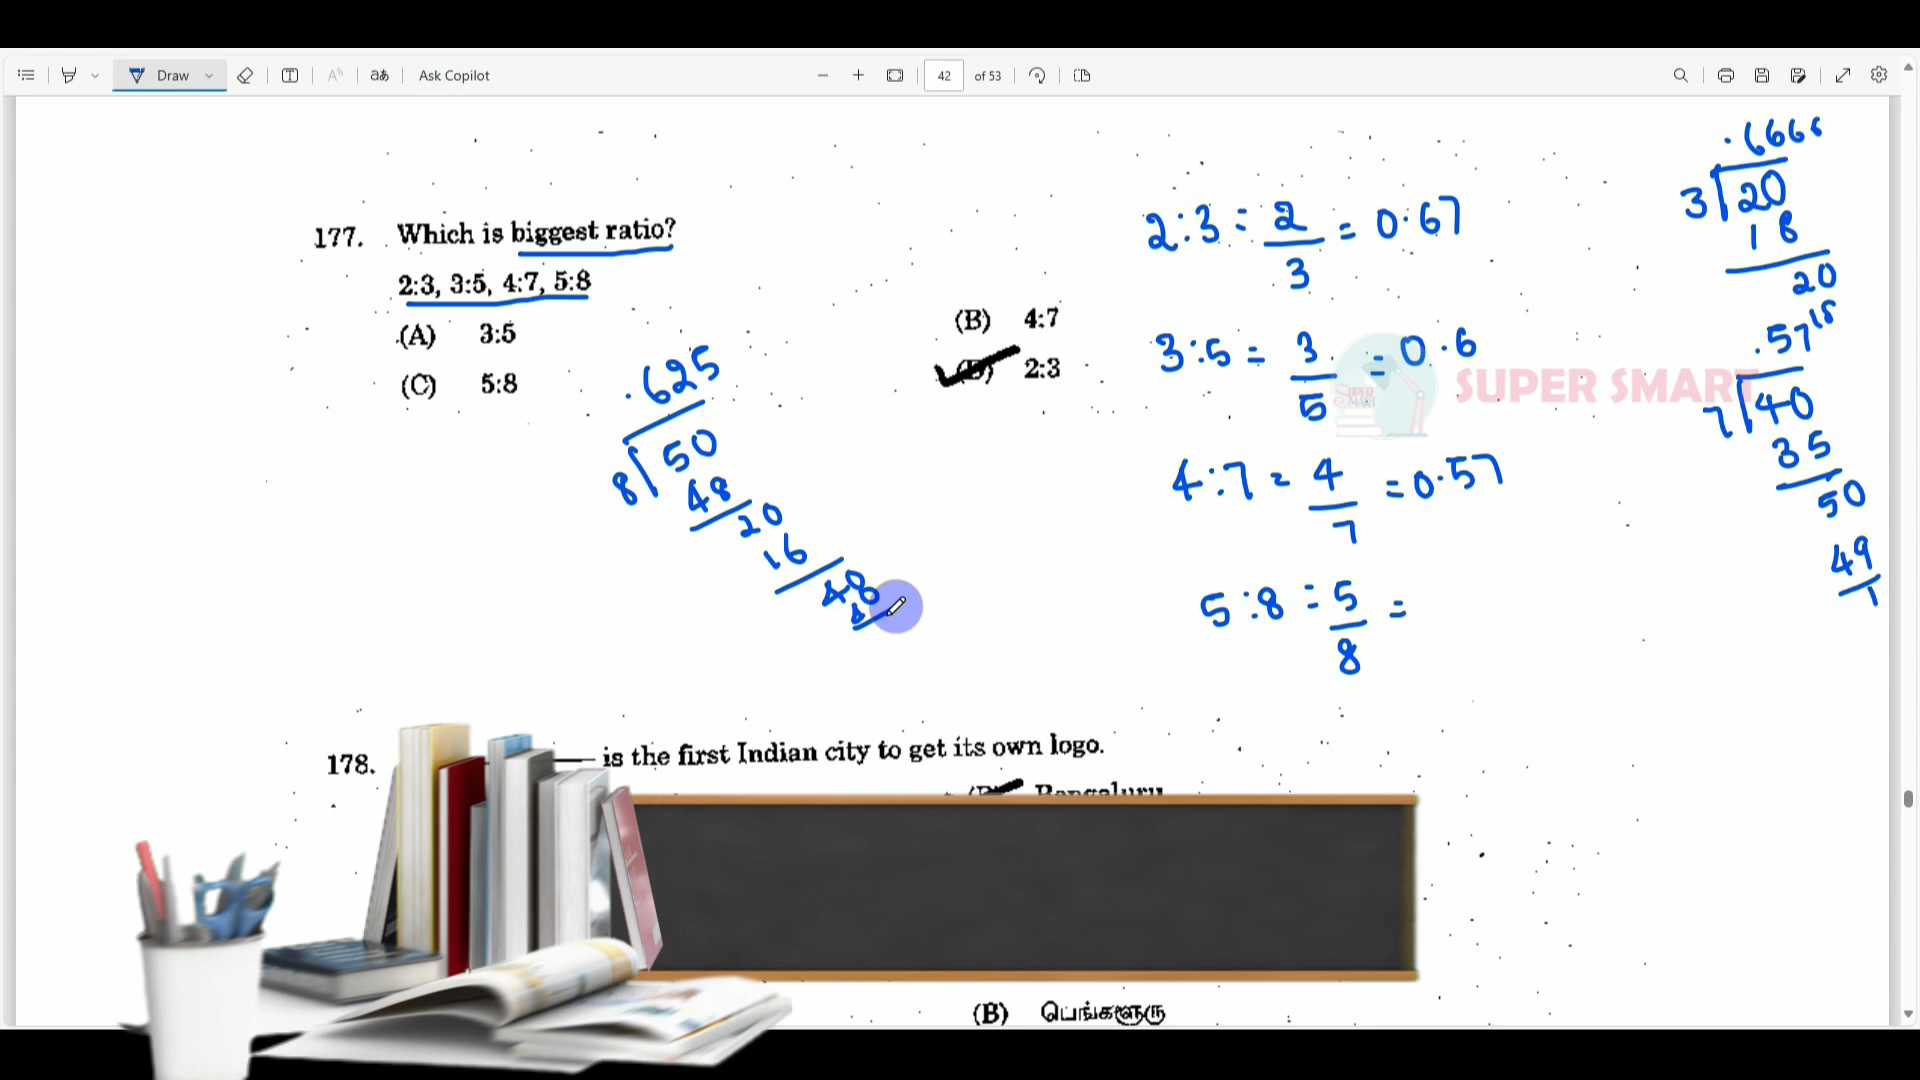 Draw
Ask Copilot
42 of 53
177. Which is biggest ratio?
2:3, 3:5, 4:7, 5:8
(A) 3:5
(B) 4:7
(C) 5:8
2:3
2:3 = 2/3 = 0.67
3:5 = 3/5 = 0.6
4:7 = 4/7 = 0.57
5:8 = 5/8 =
.6666
3 20
18
20
.571
7 40
35
50
49
1
.625
8 50
48
20
16
SUPER SMART
178.
is the first Indian city to get its own logo.
Bengaluru
(B) பெங்களூரு